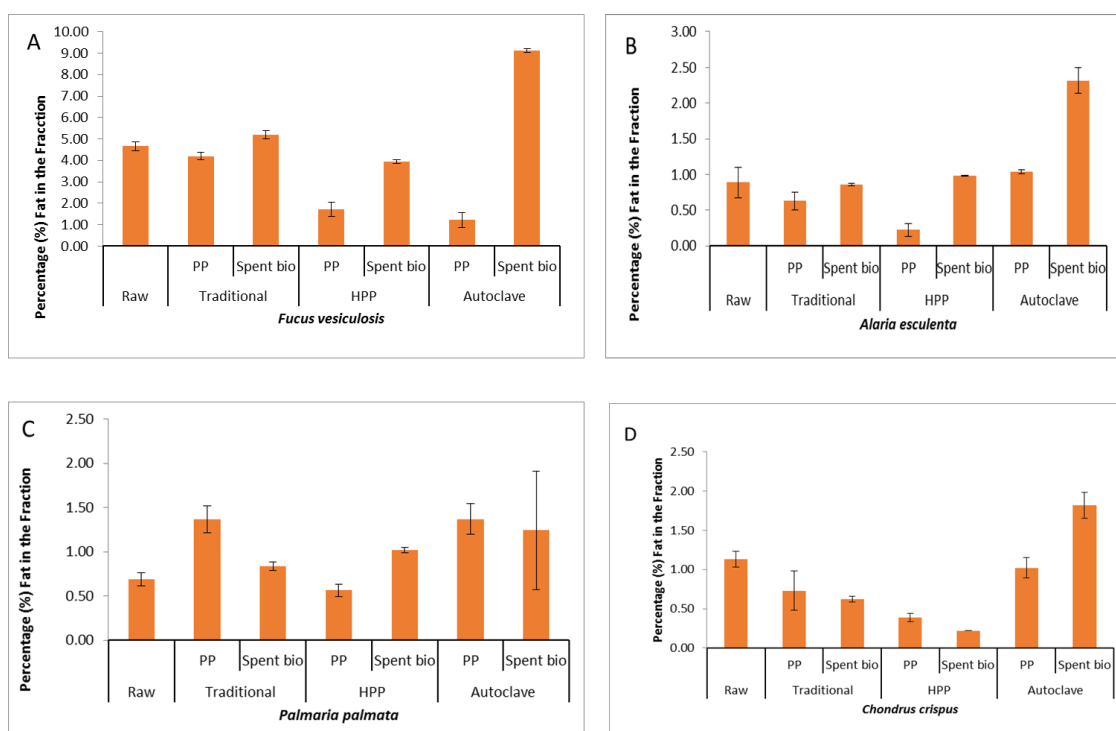 A
Percentage (%) Fat in the Fracction
10.00
9.00
8.00
7.00
6.00
5.00
4.00
3.00
2.00
1.00
0.00
PP Spent bio PP Spent bio PP Spent bio
Raw Traditional HPP Autoclave
Fucus vesiculosis
B
Percentage (%) Fat in the Fraction
3.00
2.50
2.00
1.50
1.00
0.50
0.00
PP Spent bio PP Spent bio PP Spent bio
Raw Traditional HPP Autoclave
Alaria esculenta
C
Percentage (%) Fat in the Fraction
2.50
2.00
1.50
1.00
0.50
0.00
PP Spent bio PP Spent bio PP Spent bio
Raw Traditional HPP Autoclave
Palmaria palmata
D
Percentage (%) Fat in the Fraction
2.50
2.00
1.50
1.00
0.50
0.00
PP Spent bio PP Spent bio PP Spent bio
Raw Traditional HPP Autoclave
Chondrus crispus